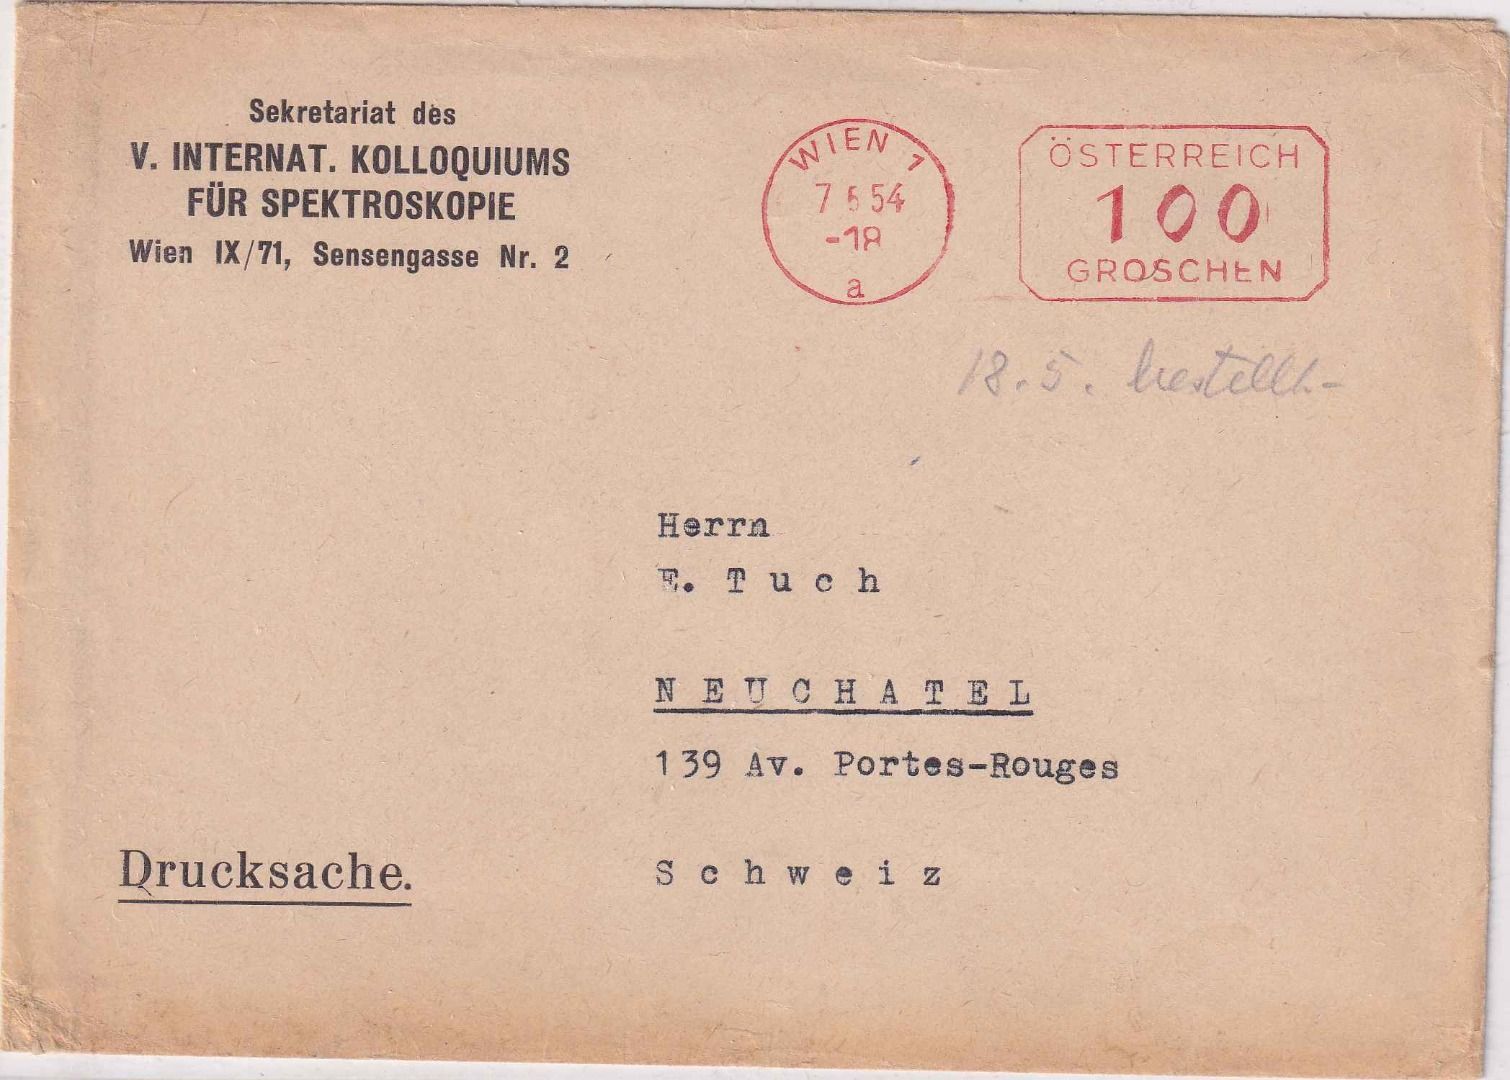 Sekretariat des
V. INTERNAT. KOLLOQUIUMS
FÜR SPEKTROSKOPIE
Wien IX/71, Sensengasse Nr. 2
WIEN 1
7 5 54
-18
a
ÖSTERREICH
100
GROSCHEN
18.5. bestellt.-
Herrn
E. Tuch
NEUCHATEL
139 Av. Portes-Rouges
Schweiz
Drucksache.